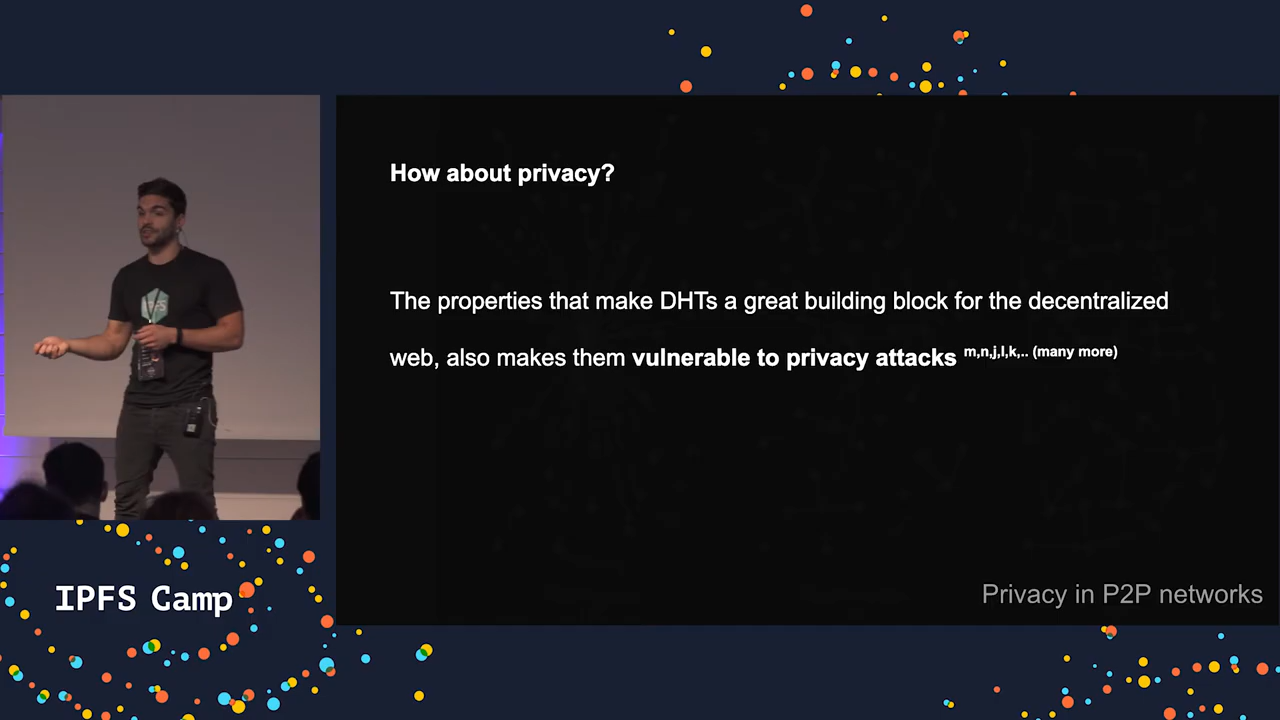 How about privacy?
The properties that make DHTs a great building block for the decentralized
web, also makes them vulnerable to privacy attacks m,n,j,l,k,.. (many more)
Privacy in P2P networks
IPFS Camp